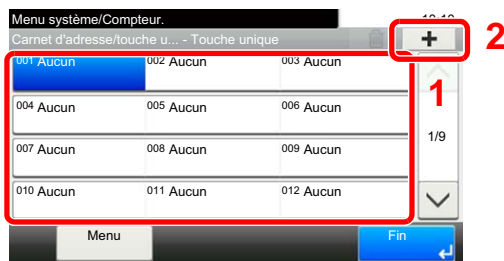 Menu système/Compteur. 10:10
Carnet d'adresse/touche u... - Touche unique + 2
001 Aucun 002 Aucun 003 Aucun
1
004 Aucun 005 Aucun 006 Aucun
1/9
007 Aucun 008 Aucun 009 Aucun
010 Aucun 011 Aucun 012 Aucun
Menu Fin